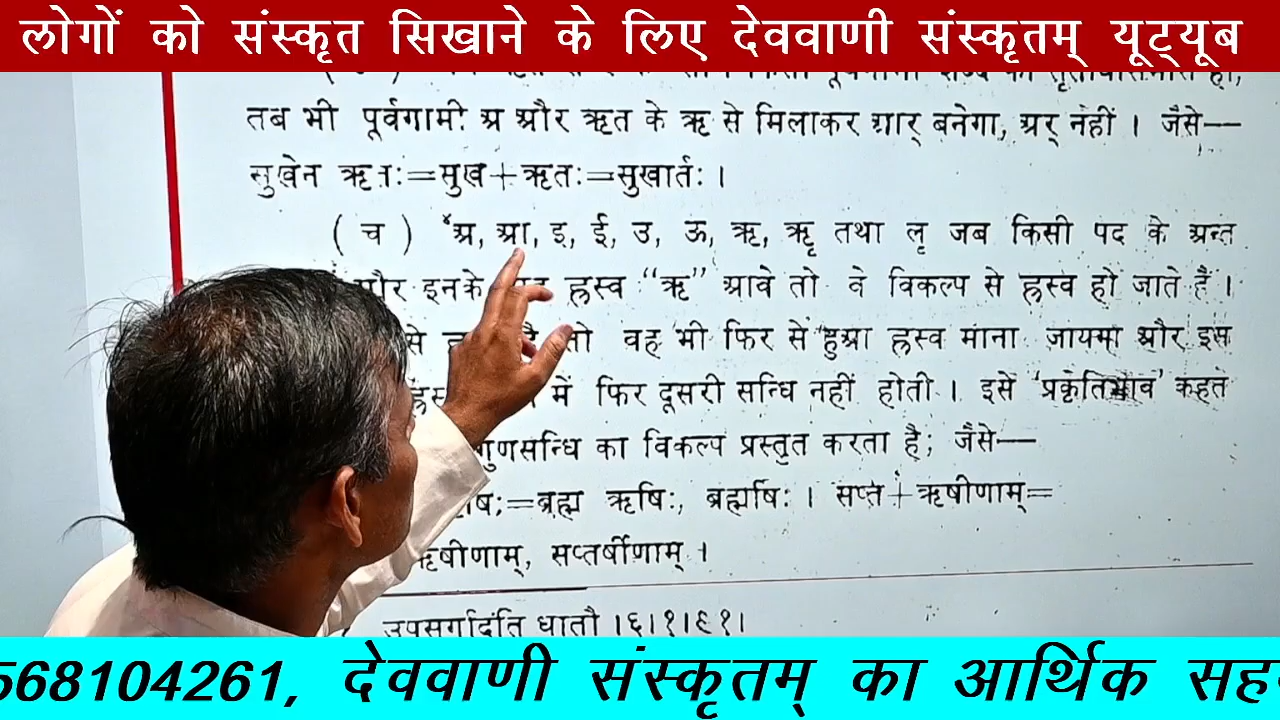 लोगों को संस्कृत सिखाने के लिए देववाणी संस्कृतम् यूट्यूब
तब भी पूर्वगामी अ और ऋत के ऋ से मिलाकर आर् बनेगा, अर् नहीं । जैसे—
सुखेन ऋतः=सुख+ऋतः=सुखार्तः ।
( च ) अ, आ, इ, ई, उ, ऊ, ऋ, ॠ तथा लृ जब किसी पद के अन्त
और इनके ह्रस्व “ऋ” आवे तो वे विकल्प से ह्रस्व हो जाते हैं ।
से तो वह भी फिर से हुआ ह्रस्व माना जायगा और इस
में फिर दूसरी सन्धि नहीं होती । इसे ‘प्रकृतिभाव’ कहते
गुणसन्धि का विकल्प प्रस्तुत करता है; जैसे—
=ब्रह्म ऋषिः, ब्रह्मर्षिः । सप्त+ऋषीणाम्=
ऋषीणाम्, सप्तर्षीणाम् ।
उपसर्गादृति धातौ ।६।१।९१।
568104261, देववाणी संस्कृतम् का आर्थिक